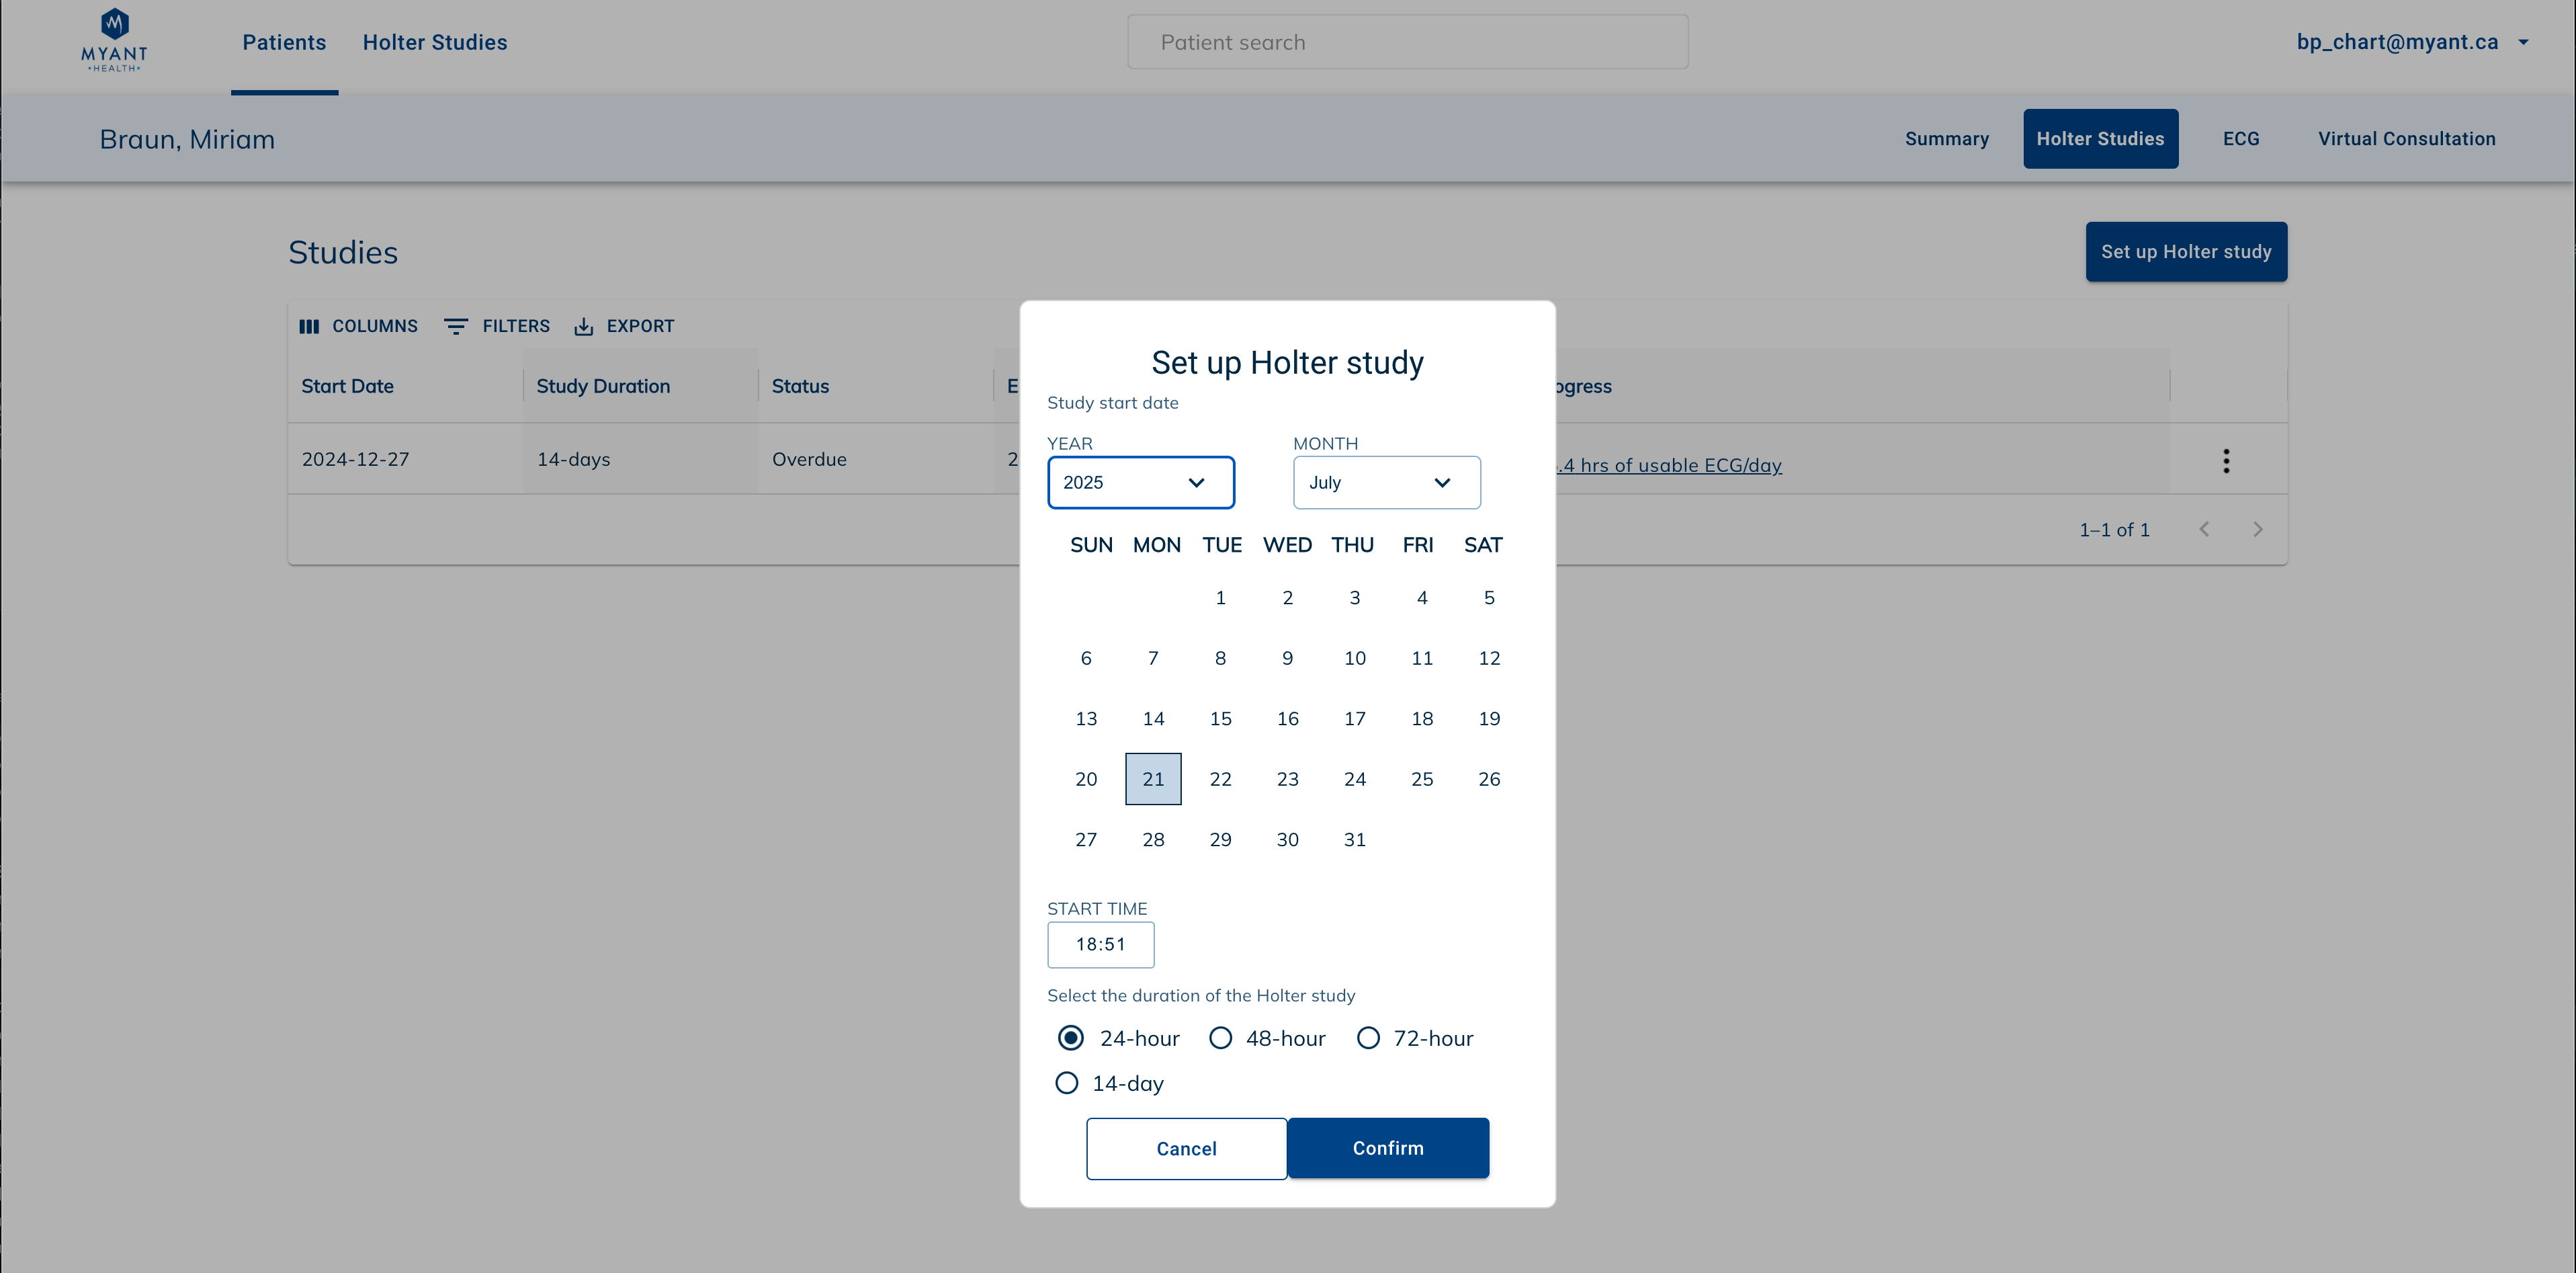 MYANT
HEALTH
Patients Holter Studies
Patient search
bp_chart@myant.ca
Braun, Miriam
Summary Holter Studies ECG Virtual Consultation
Studies
Set up Holter study
COLUMNS FILTERS EXPORT
Start Date Study Duration Status E
ogress
2024-12-27 14-days Overdue 2
.4 hrs of usable ECG/day
1–1 of 1
Set up Holter study
Study start date
YEAR MONTH
2025 July
SUN MON TUE WED THU FRI SAT
1 2 3 4 5
6 7 8 9 10 11 12
13 14 15 16 17 18 19
20 21 22 23 24 25 26
27 28 29 30 31
START TIME
18:51
Select the duration of the Holter study
24-hour 48-hour 72-hour
14-day
Cancel Confirm